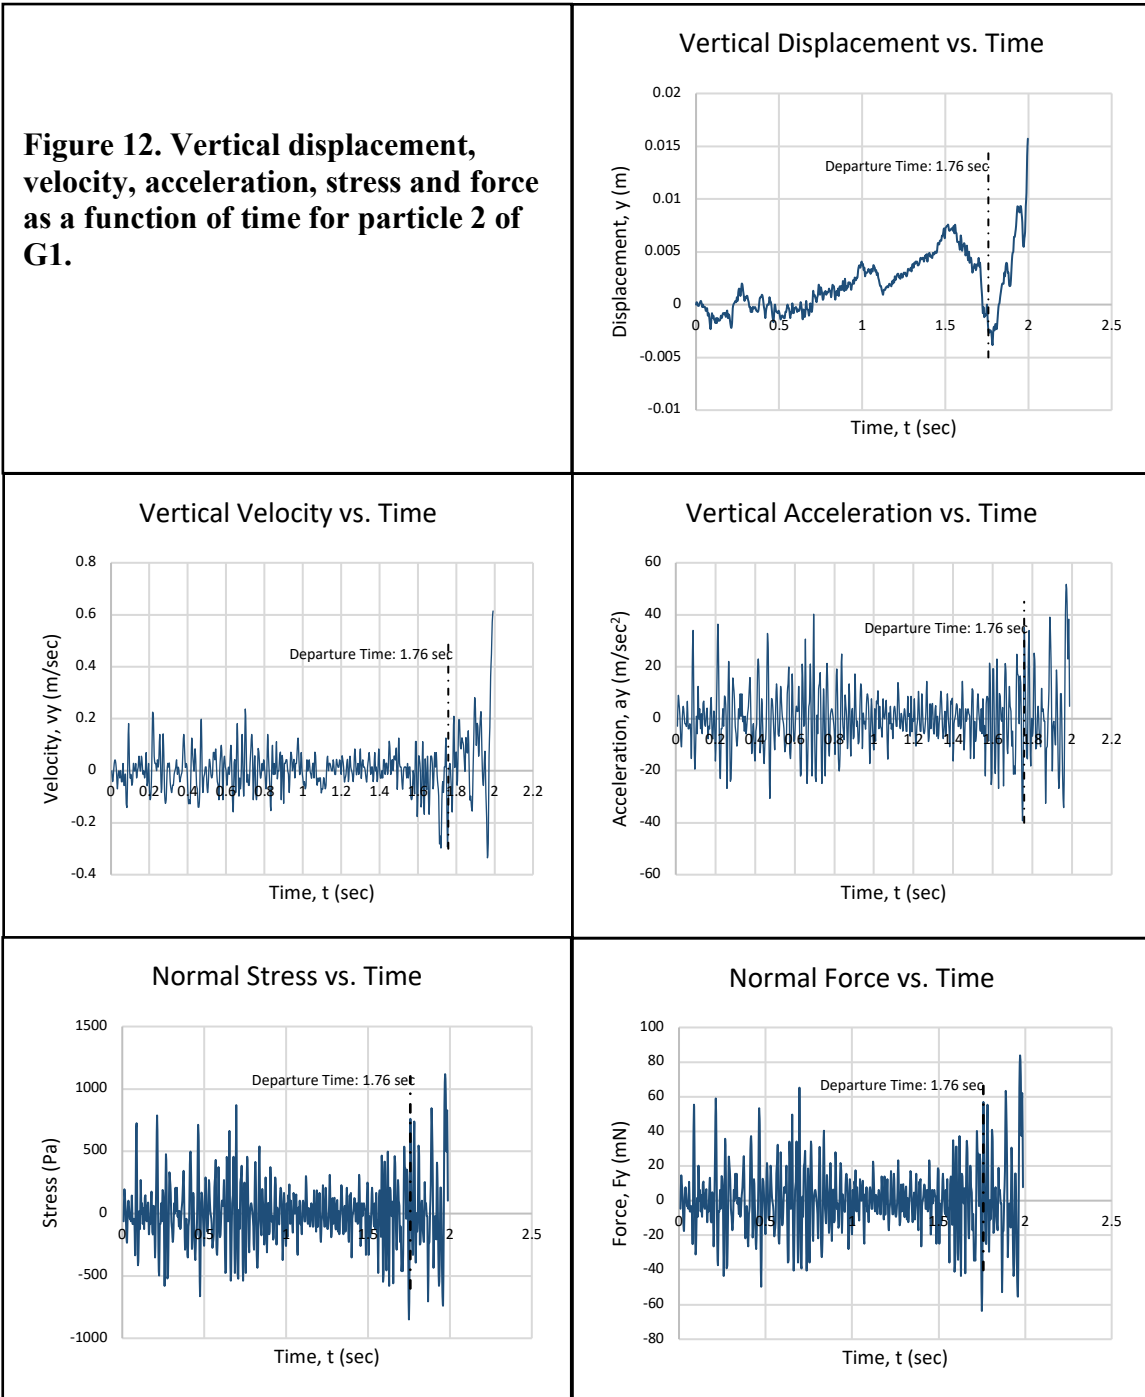 Figure 12. Vertical displacement,
velocity, acceleration, stress and force
as a function of time for particle 2 of
G1.
Vertical Displacement vs. Time
0.02
0.015
0.01
0.005
0
-0.005
-0.01
Displacement, y (m)
Departure Time: 1.76 sec
0 0.5 1 1.5 2 2.5
Time, t (sec)
Vertical Velocity vs. Time
0.8
0.6
0.4
0.2
0
-0.2
-0.4
Velocity, vy (m/sec)
Departure Time: 1.76 sec
0 0.2 0.4 0.6 0.8 1 1.2 1.4 1.6 1.8 2 2.2
Time, t (sec)
Vertical Acceleration vs. Time
60
40
20
0
-20
-40
-60
Acceleration, ay (m/sec²)
Departure Time: 1.76 sec
0 0.2 0.4 0.6 0.8 1 1.2 1.4 1.6 1.8 2 2.2
Time, t (sec)
Normal Stress vs. Time
1500
1000
500
0
-500
-1000
Stress (Pa)
Departure Time: 1.76 sec
0 0.5 1 1.5 2 2.5
Time, t (sec)
Normal Force vs. Time
100
80
60
40
20
0
-20
-40
-60
-80
Force, Fy (mN)
Departure Time: 1.76 sec
0 0.5 1 1.5 2 2.5
Time, t (sec)